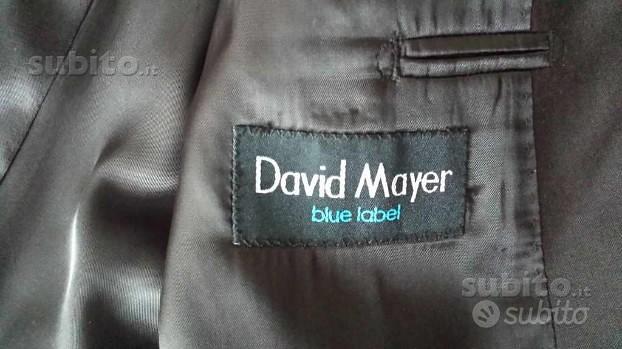 subito.it
David Mayer
blue label
subito.it
subito